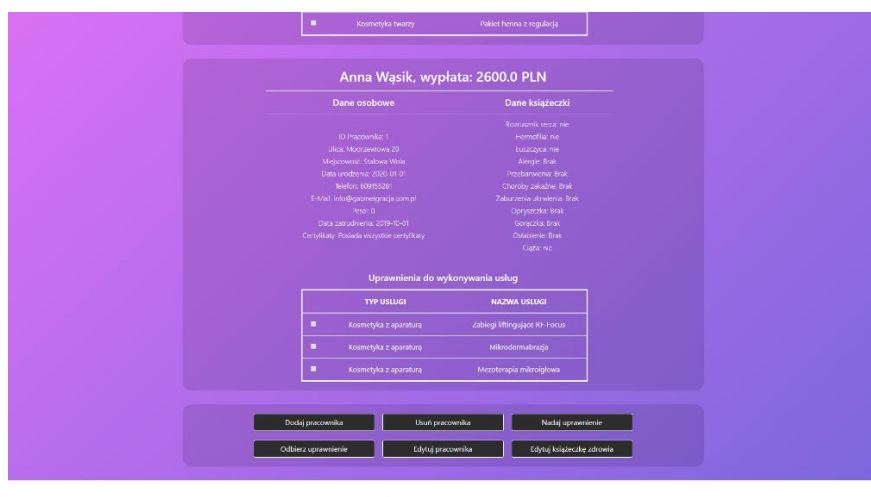 Kosmetyka twarzy Pakiet henna z regulacją
Anna Wąsik, wypłata: 2600.0 PLN
Dane osobowe
ID Pracownika: 1
Ulica: Modrzewiowa 20
Miejscowość: Stalowa Wola
Data urodzenia: 2020-01-01
Telefon: 609155281
E-Mail: info@gabinetgracja.com.pl
Pesel: 0
Data zatrudnienia: 2019-10-01
Certyfikaty: Posiada wszystkie certyfikaty
Dane książeczki
Rozrusznik serca: nie
Hemofilia: nie
Łuszczyca: nie
Alergie: Brak
Przebarwienia: Brak
Choroby zakaźne: Brak
Zaburzenia ukrwienia: Brak
Opryszczka: Brak
Gorączka: Brak
Osłabienie: Brak
Ciąża: nie
Uprawnienia do wykonywania usług
TYP USLUGI NAZWA USLUGI
Kosmetyka z aparaturą Zabiegi liftingujące RF-Focus
Kosmetyka z aparaturą Mikrodermabrazja
Kosmetyka z aparaturą Mezoterapia mikroigłowa
Dodaj pracownika Usuń pracownika Nadaj uprawnienie
Odbierz uprawnienie Edytuj pracownika Edytuj książeczkę zdrowia